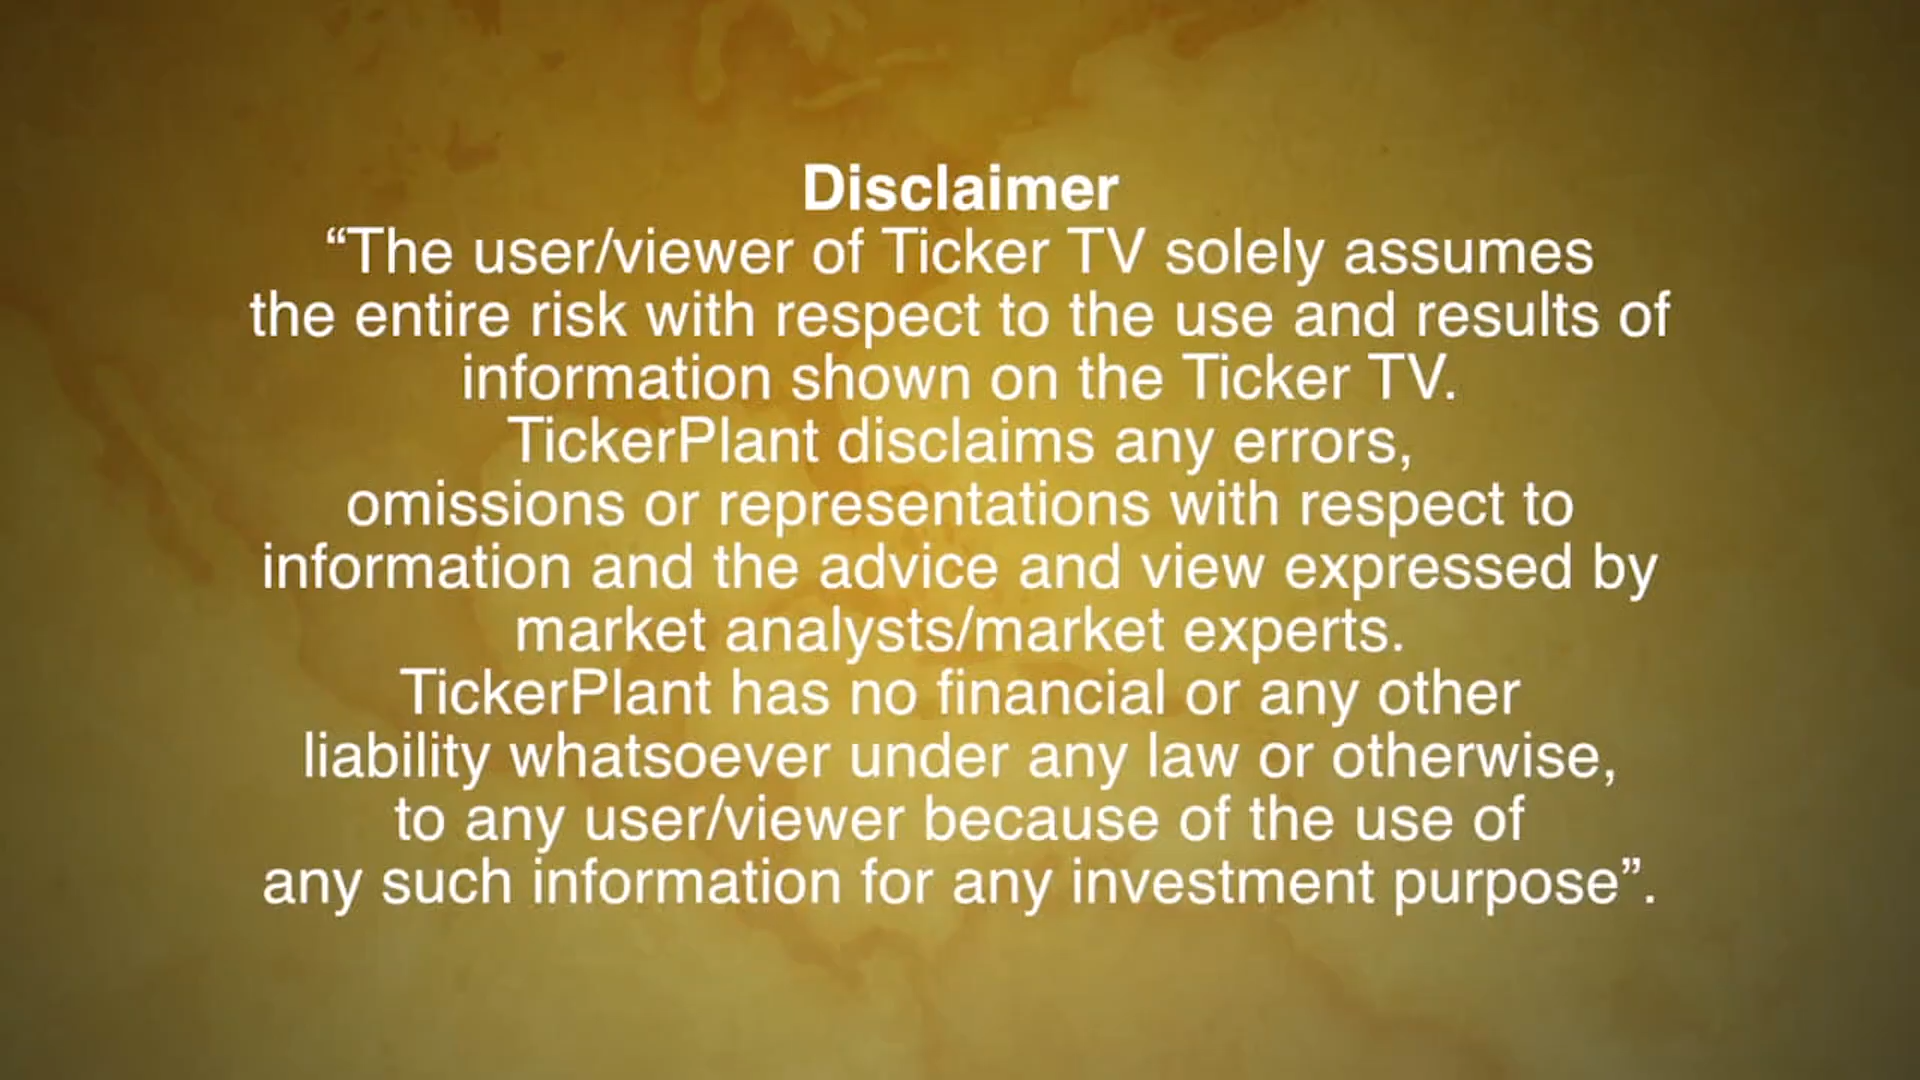 Disclaimer
“The user/viewer of Ticker TV solely assumes
the entire risk with respect to the use and results of
information shown on the Ticker TV.
TickerPlant disclaims any errors,
omissions or representations with respect to
information and the advice and view expressed by
market analysts/market experts.
TickerPlant has no financial or any other
liability whatsoever under any law or otherwise,
to any user/viewer because of the use of
any such information for any investment purpose”.